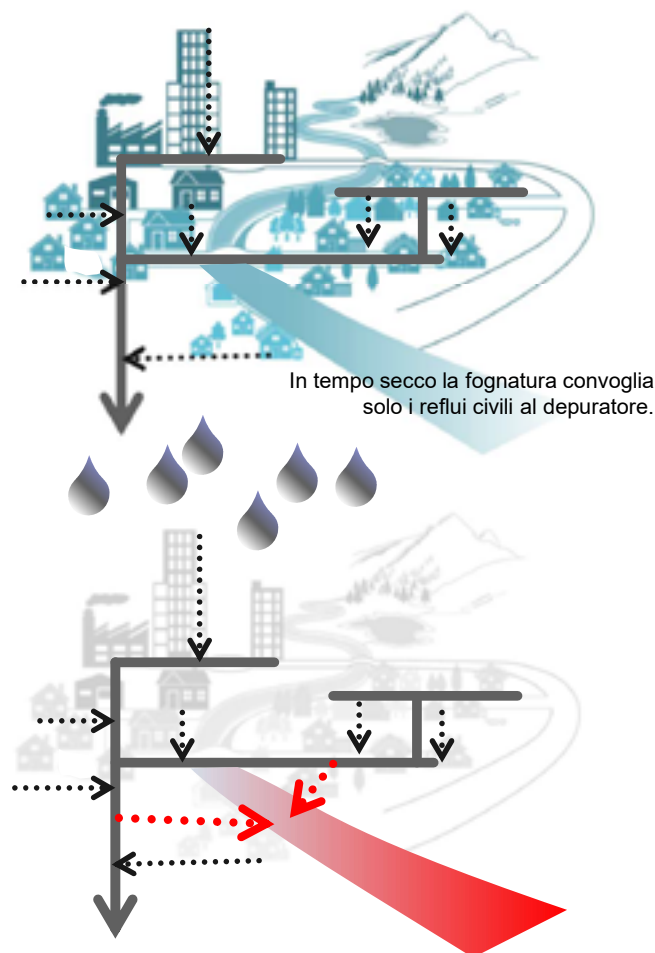 In tempo secco la fognatura convoglia
solo i reflui civili al depuratore.